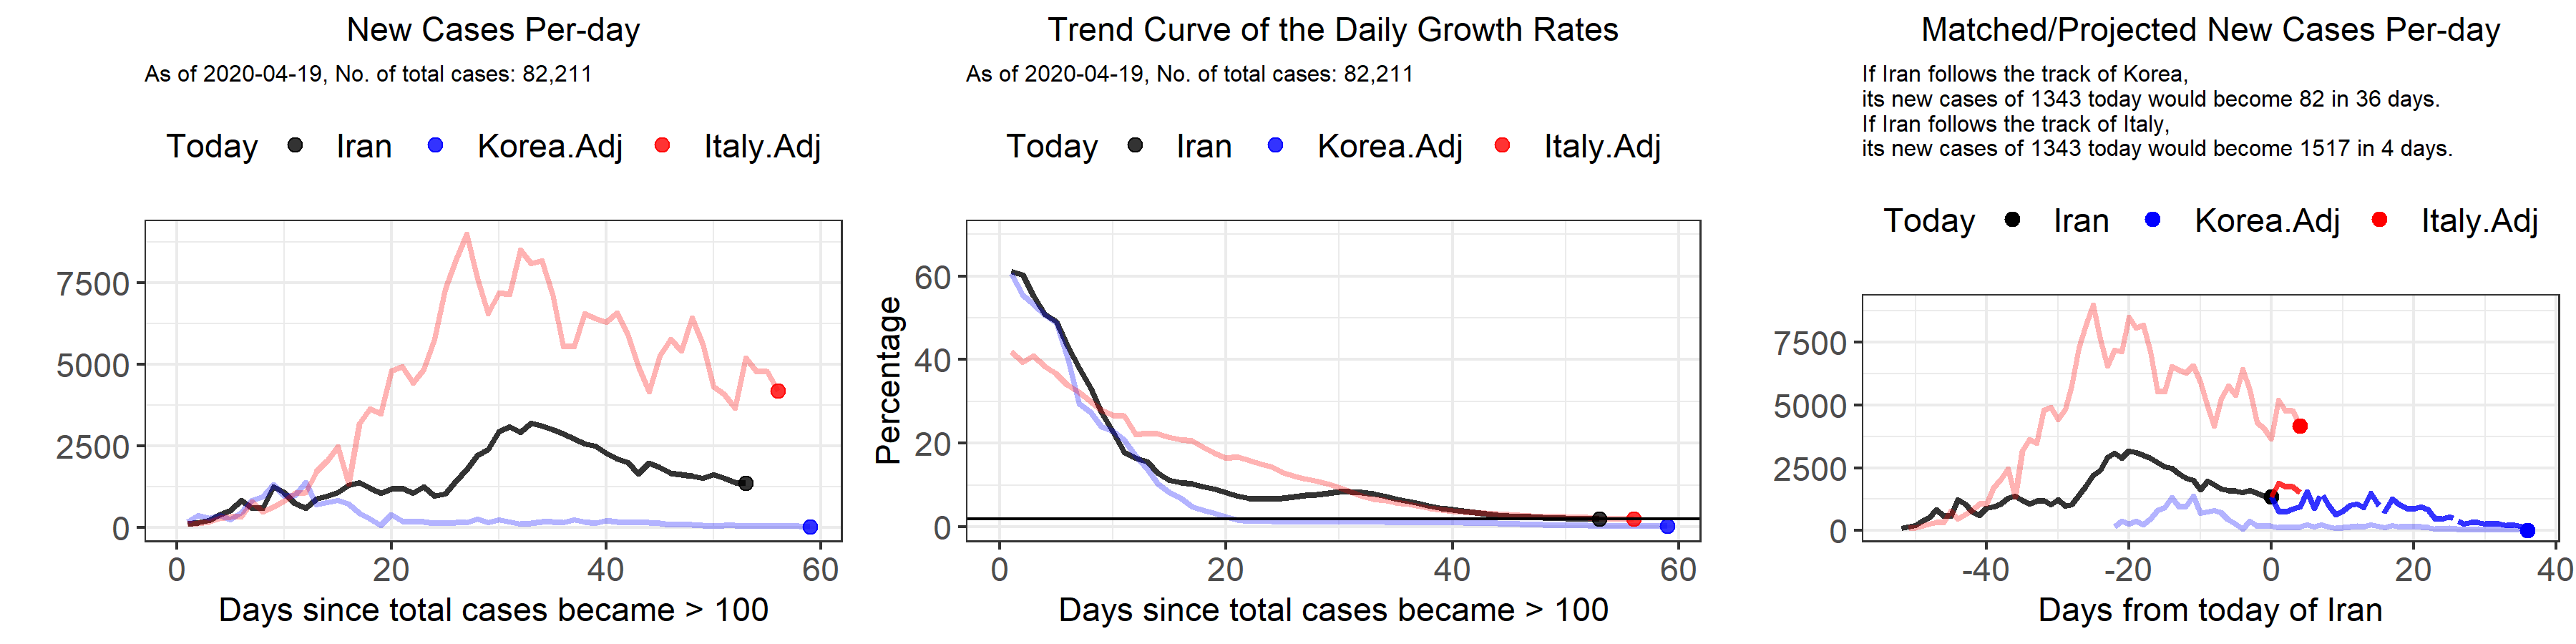 New Cases Per-day
As of 2020-04-19, No. of total cases: 82,211
Today Iran Korea.Adj Italy.Adj
7500
5000
2500
0
0 20 40 60
Days since total cases became > 100
Trend Curve of the Daily Growth Rates
As of 2020-04-19, No. of total cases: 82,211
Today Iran Korea.Adj Italy.Adj
Percentage
60
40
20
0
0 20 40 60
Days since total cases became > 100
Matched/Projected New Cases Per-day
If Iran follows the track of Korea,
its new cases of 1343 today would become 82 in 36 days.
If Iran follows the track of Italy,
its new cases of 1343 today would become 1517 in 4 days.
Today Iran Korea.Adj Italy.Adj
7500
5000
2500
0
-40 -20 0 20 40
Days from today of Iran